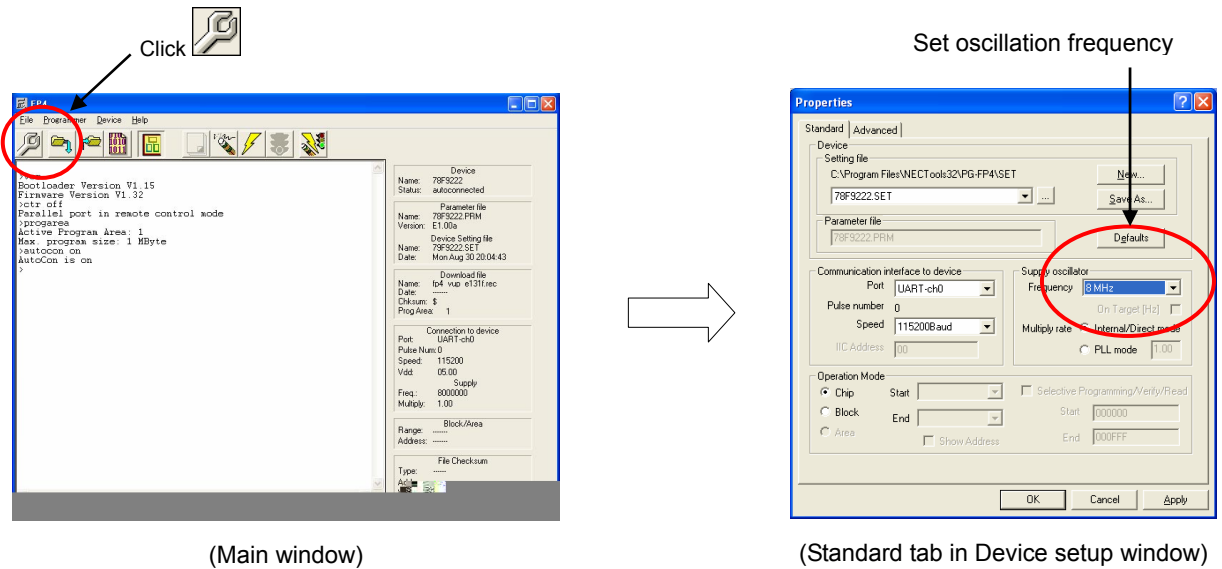 Click
Set oscillation frequency
FP4
File Programmer Device Help
Bootloader Version V1.15
Firmware Version V1.32
>ctr off
Parallel port in remote control mode
>progarea
Active Program Area: 1
Max. program size: 1 MByte
>autocon on
AutoCon is on
>
Device
Name: 78F9222
Status: autoconnected
Parameter file
Name: 78F9222.PRM
Version: E1.00a
Device Setting file
Name: 79F9222.SET
Date: Mon Aug 30 20:04:43
Download file
Name: fp4_vup_e131f.rec
Date: ------
Chksum: $
Prog Area: 1
Connection to device
Port: UART-ch0
Pulse Num: 0
Speed: 115200
Vdd: 05.00
Supply
Freq.: 8000000
Multiply: 1.00
Block/Area
Range: ------
Address: ------
File Checksum
Type: ------
(Main window)
Properties
Standard Advanced
Device
Setting file
C:\Program Files\NECTools32\PG-FP4\SET
New...
78F9222.SET
...
Save As...
Parameter file
78F9222.PRM
Defaults
Communication interface to device
Port UART-ch0
Pulse number 0
Speed 115200Baud
IIC Address 00
Supply oscillator
Frequency 8 MHz
On Target [Hz]
Multiply rate Internal/Direct mode
PLL mode 1.00
Operation Mode
Chip Start
Block End
Area
Show Address
Selective Programming/Verify/Read
Start 000000
End 000FFF
OK Cancel Apply
(Standard tab in Device setup window)